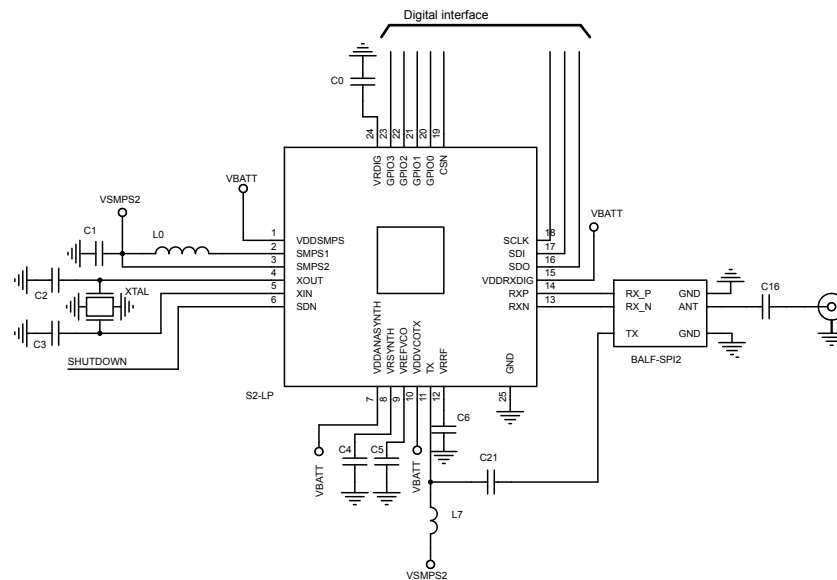 Digital interface
C0
24
23
22
21
20
19
VRDIG
GPIO3
GPIO2
GPIO1
GPIO0
CSN
VBATT
VSMPS2
C1
L0
1
2
3
4
5
6
VDDSMPS
SMPS1
SMPS2
XOUT
XIN
SDN
C2
XTAL
C3
SHUTDOWN
S2-LP
SCLK
SDI
SDO
VDDRXDIG
RXP
RXN
18
17
16
15
14
13
VBATT
RX_P
RX_N
TX
GND
ANT
GND
BALF-SPI2
C16
VDDANASYNTH
VRSYNTH
VREFVCO
VDDVCOTX
TX
VRRF
GND
7
8
9
10
11
12
25
C4
C5
C6
VBATT
VBATT
C21
L7
VSMPS2